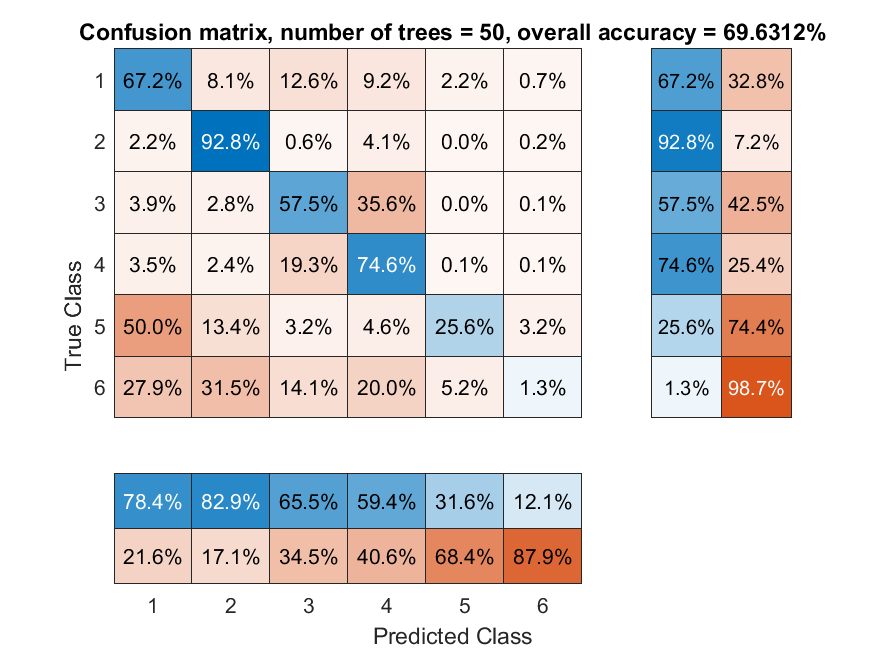 Confusion matrix, number of trees = 50, overall accuracy = 69.6312%
1 67.2% 8.1% 12.6% 9.2% 2.2% 0.7% 67.2% 32.8%
2 2.2% 92.8% 0.6% 4.1% 0.0% 0.2% 92.8% 7.2%
3 3.9% 2.8% 57.5% 35.6% 0.0% 0.1% 57.5% 42.5%
4 3.5% 2.4% 19.3% 74.6% 0.1% 0.1% 74.6% 25.4%
5 50.0% 13.4% 3.2% 4.6% 25.6% 3.2% 25.6% 74.4%
6 27.9% 31.5% 14.1% 20.0% 5.2% 1.3% 1.3% 98.7%
True Class
78.4% 82.9% 65.5% 59.4% 31.6% 12.1%
21.6% 17.1% 34.5% 40.6% 68.4% 87.9%
1 2 3 4 5 6
Predicted Class